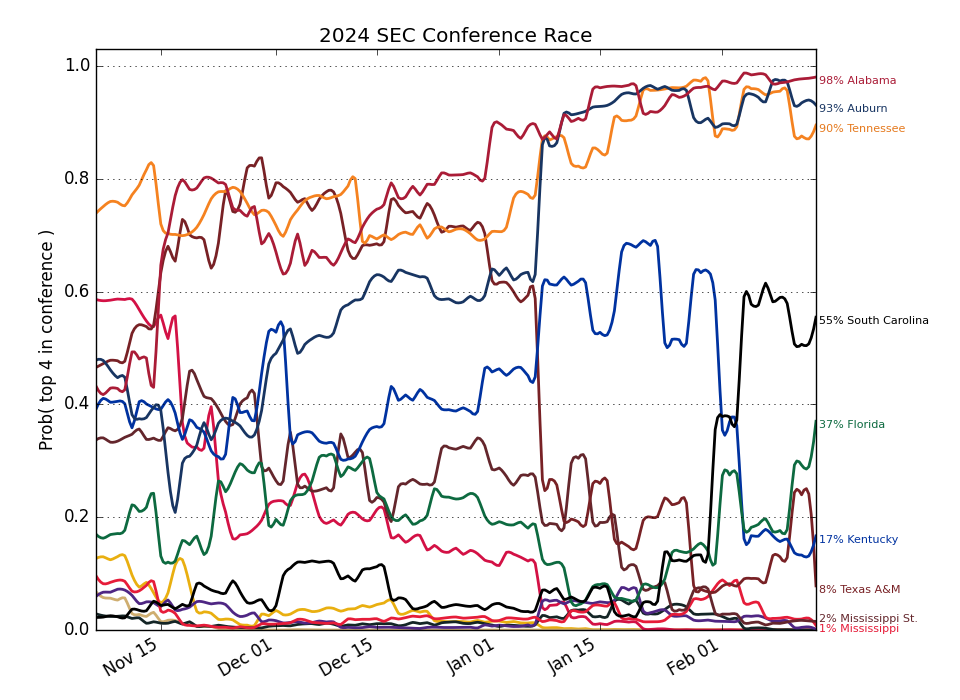 2024 SEC Conference Race
Prob( top 4 in conference )
1.0
0.8
0.6
0.4
0.2
0.0
Nov 15
Dec 01
Dec 15
Jan 01
Jan 15
Feb 01
98% Alabama
93% Auburn
90% Tennessee
55% South Carolina
37% Florida
17% Kentucky
8% Texas A&M
2% Mississippi St.
1% Mississippi